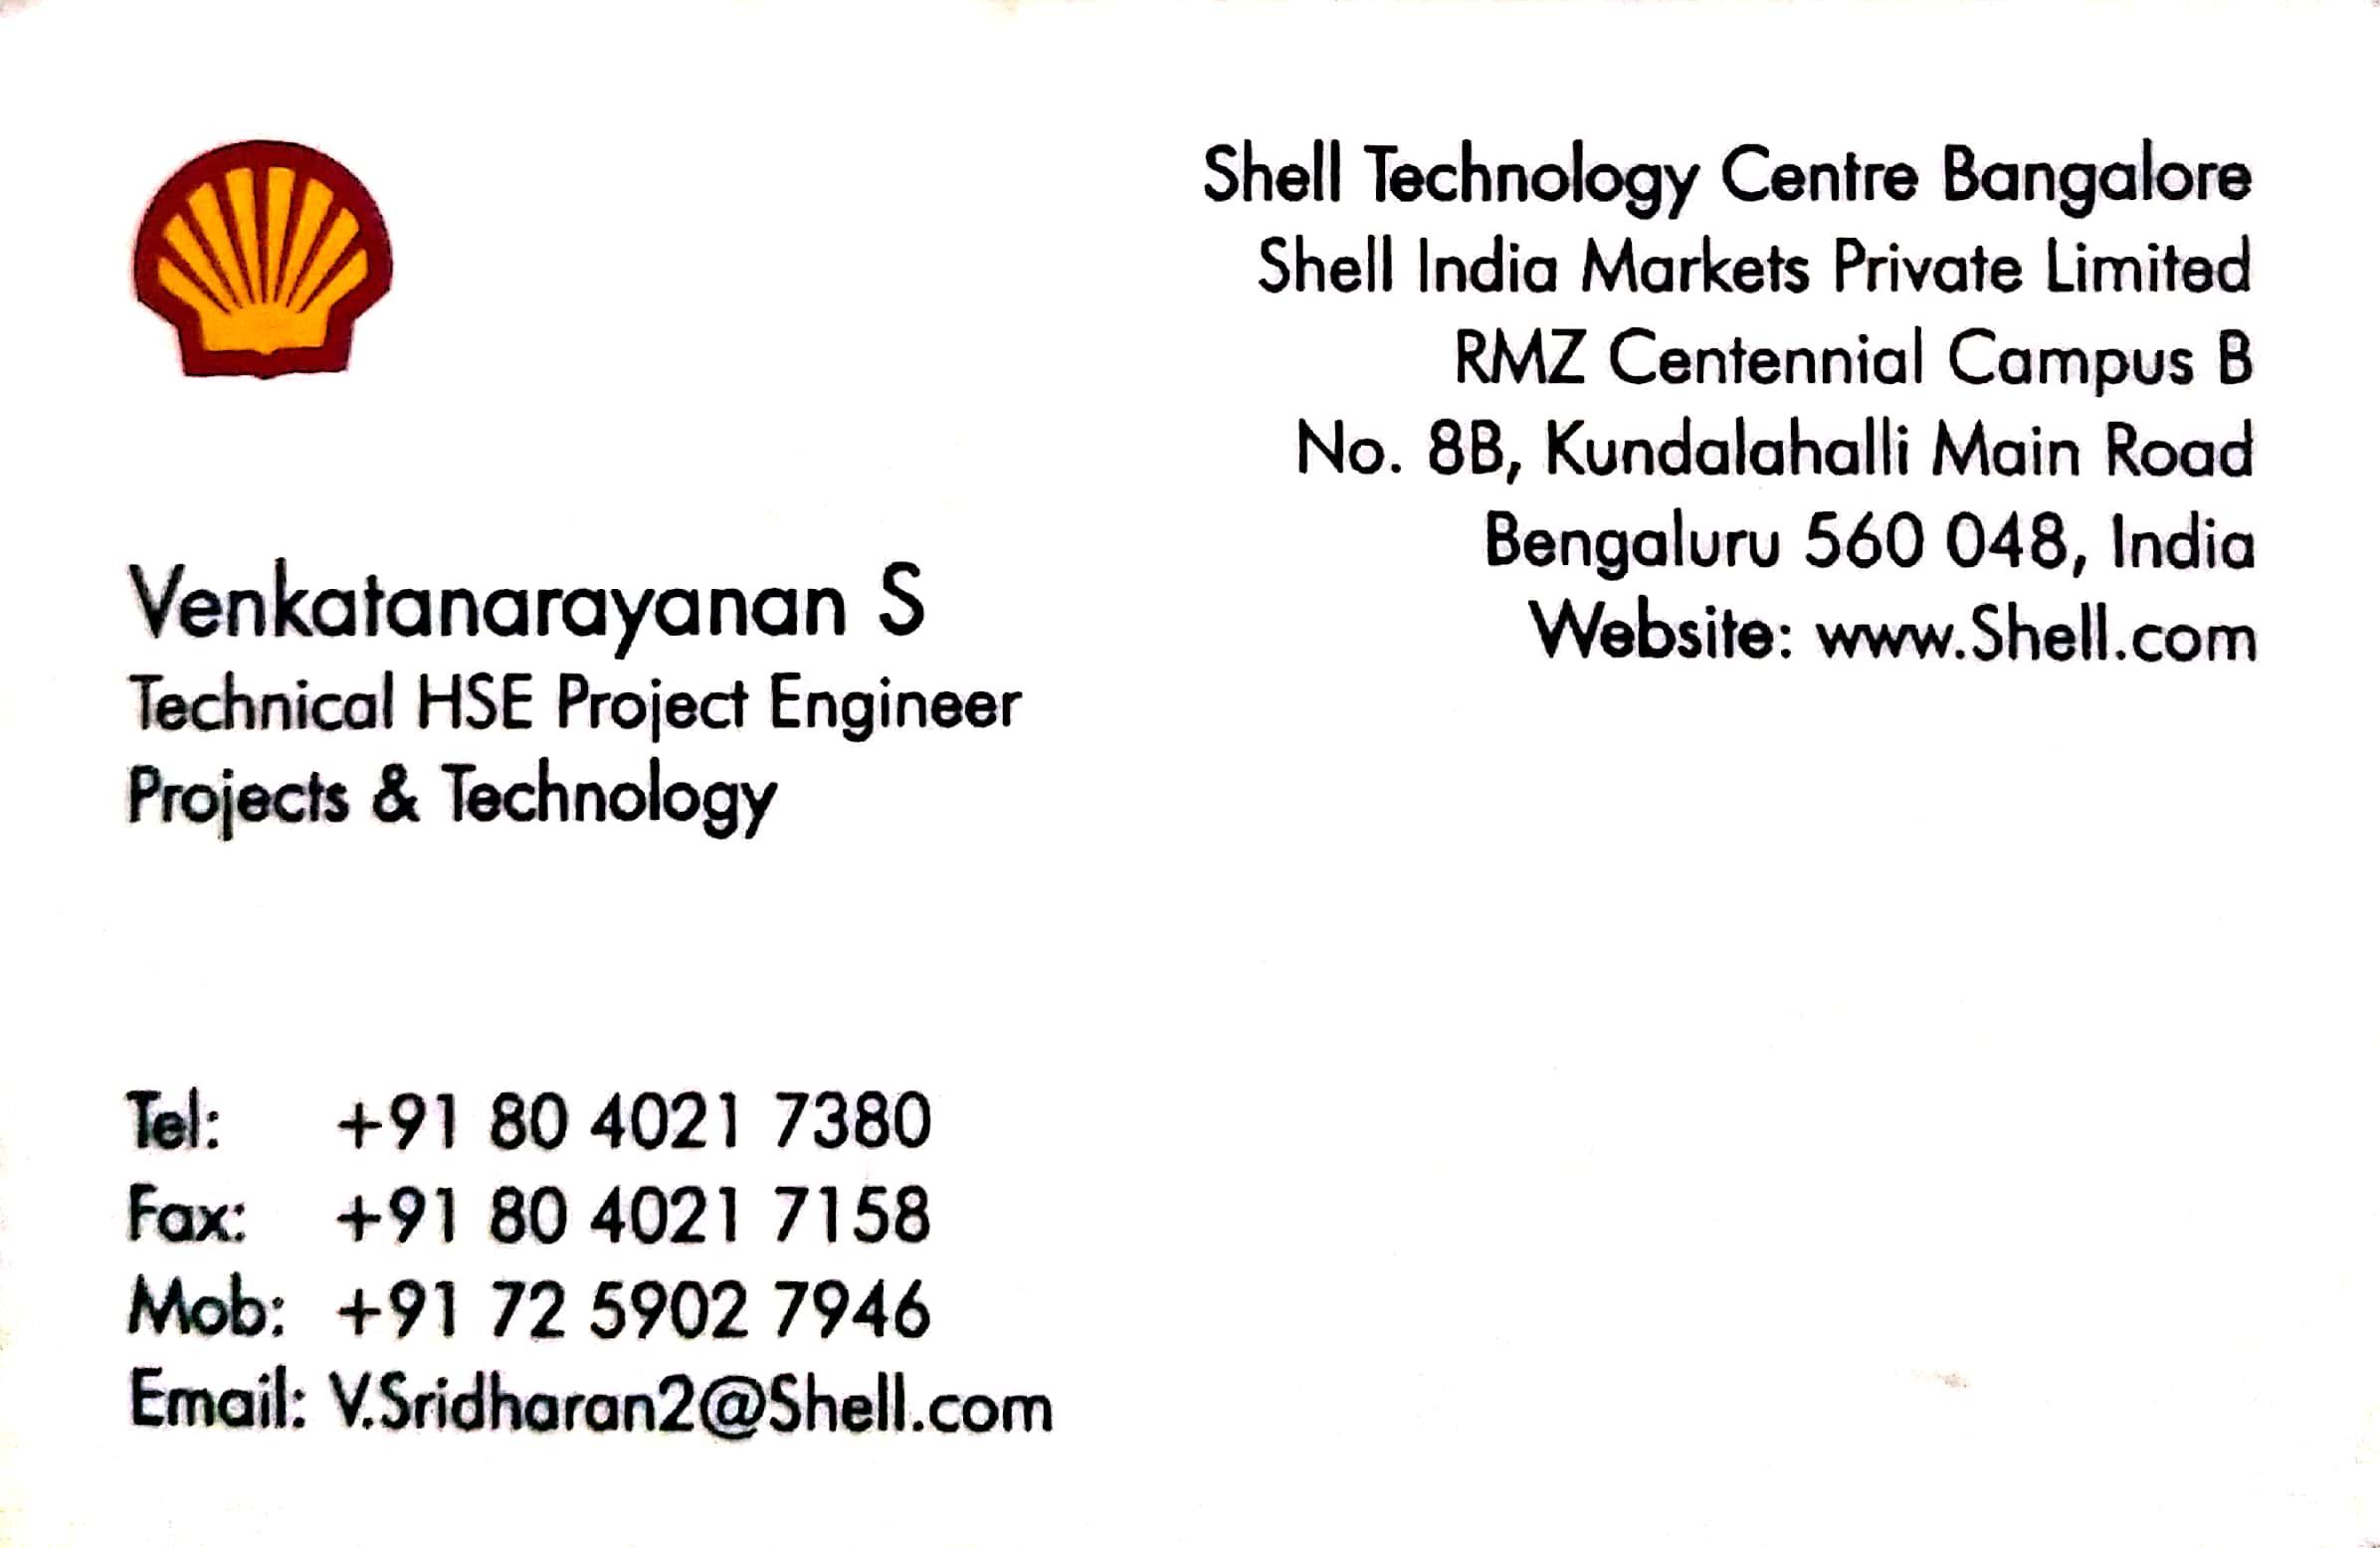 Shell Technology Centre Bangalore
Shell India Markets Private Limited
RMZ Centennial Campus B
No. 8B, Kundalahalli Main Road
Bengaluru 560 048, India
Website: www.Shell.com
Venkatanarayanan S
Technical HSE Project Engineer
Projects & Technology
Tel: +91 80 4021 7380
Fax: +91 80 4021 7158
Mob: +91 72 5902 7946
Email: V.Sridharan2@Shell.com